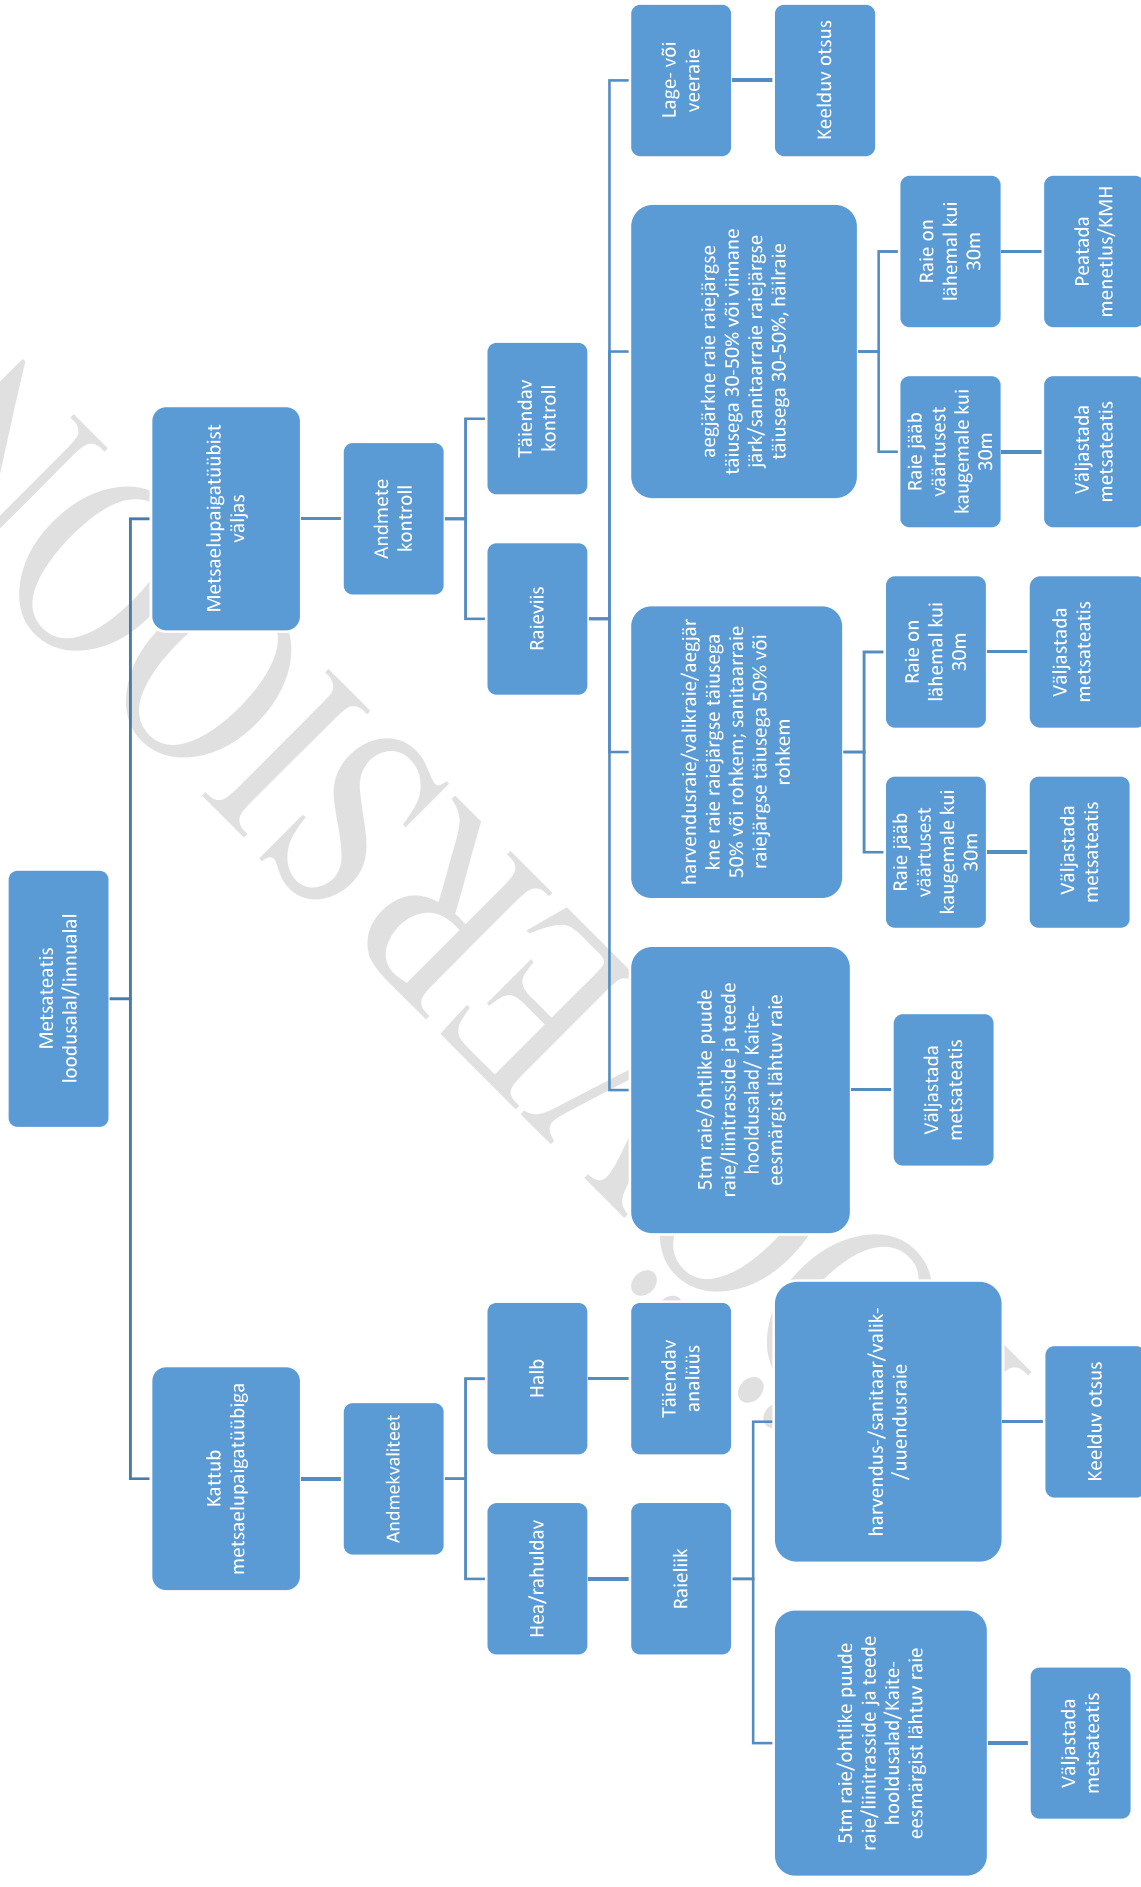 Metsateatis
loodusalal/linnualal
Kattub
metsaelupaigatüübiga
Metsaelupaigatüübist
väljas
Andmekvaliteet
Andmete
kontroll
Hea/rahuldav
Halb
Raieviis
Täiendav
kontroll
Raieliik
Täiendav
analüüs
5tm raie/ohtlike puude
raie/liinitrasside ja teede
hooldusalad/ Kaite-
eesmärgist lähtuv raie
harvendusraie/valikraie/aegjär
kne raie raiejärgse täiusega
50% või rohkem; sanitaarraie
raiejärgse täiusega 50% või
rohkem
aegjärkne raie raiejärgse
täiusega 30-50% või viimane
järk/sanitaarraie raiejärgse
täiusega 30-50%, häilraie
Lage- või
veeraie
5tm raie/ohtlike puude
raie/liinitrasside ja teede
hooldusalad/Kaite-
eesmärgist lähtuv raie
harvendus-/sanitaar/valik-
/uuendusraie
Väljastada
metsateatis
Raie jääb
väärtusest
kaugemale kui
30m
Raie on
lähemal kui
30m
Raie jääb
väärtusest
kaugemale kui
30m
Raie on
lähemal kui
30m
Keelduv otsus
Väljastada
metsateatis
Keelduv otsus
Väljastada
metsateatis
Väljastada
metsateatis
Väljastada
metsateatis
Peatada
menetlus/KMH
TÖÖVERSIOON